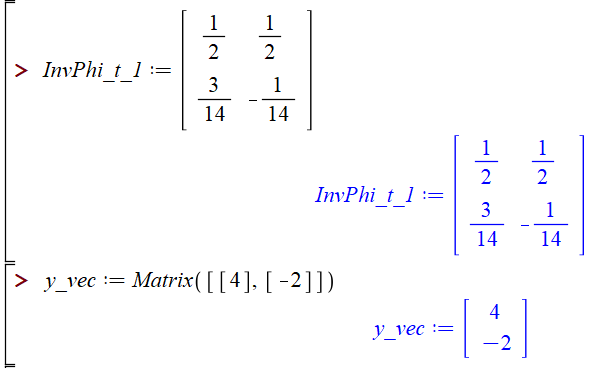 > InvPhi_t_1 := [ 1/2 1/2
3/14 -1/14 ]
InvPhi_t_1 := [ 1/2 1/2
3/14 -1/14 ]
> y_vec := Matrix([[4], [-2]])
y_vec := [ 4
-2 ]